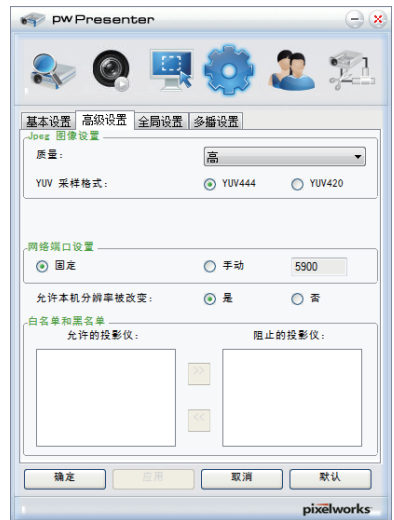 pwPresenter
基本设置 高级设置 全局设置 多播设置
Jpeg 图像设置
质量: 高
YUV 采样格式: YUV444 YUV420
网络端口设置
固定 手动 5900
允许本机分辨率被改变: 是 否
白名单和黑名单
允许的投影仪: 阻止的投影仪:
>>
<<
确定 应用 取消 默认
pixelworks